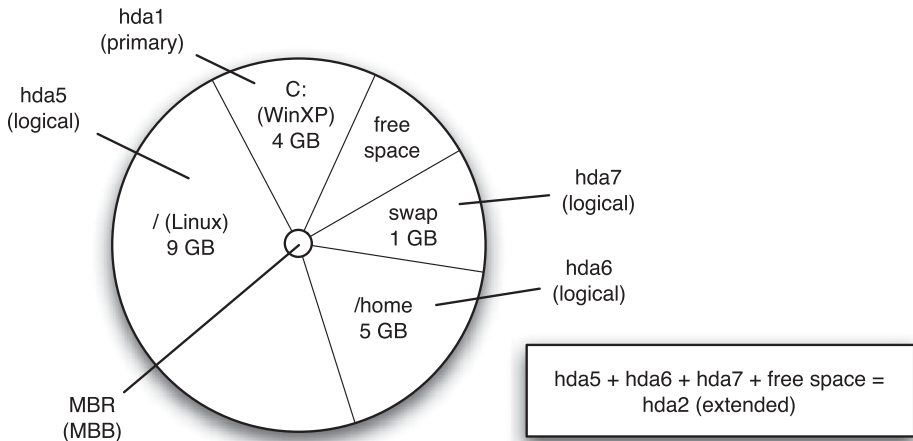 hda1
(primary)
hda5
(logical)
C:
(WinXP)
4 GB
free
space
hda7
(logical)
swap
1 GB
/ (Linux)
9 GB
hda6
(logical)
/home
5 GB
MBR
(MBB)
hda5 + hda6 + hda7 + free space =
hda2 (extended)